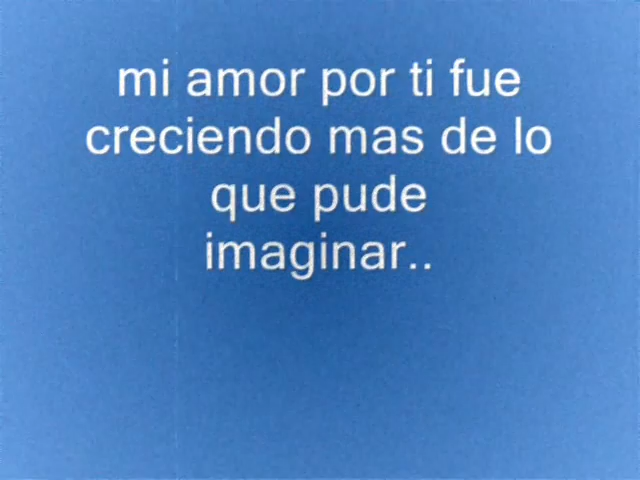 mi amor por ti fue
creciendo mas de lo
que pude
imaginar..